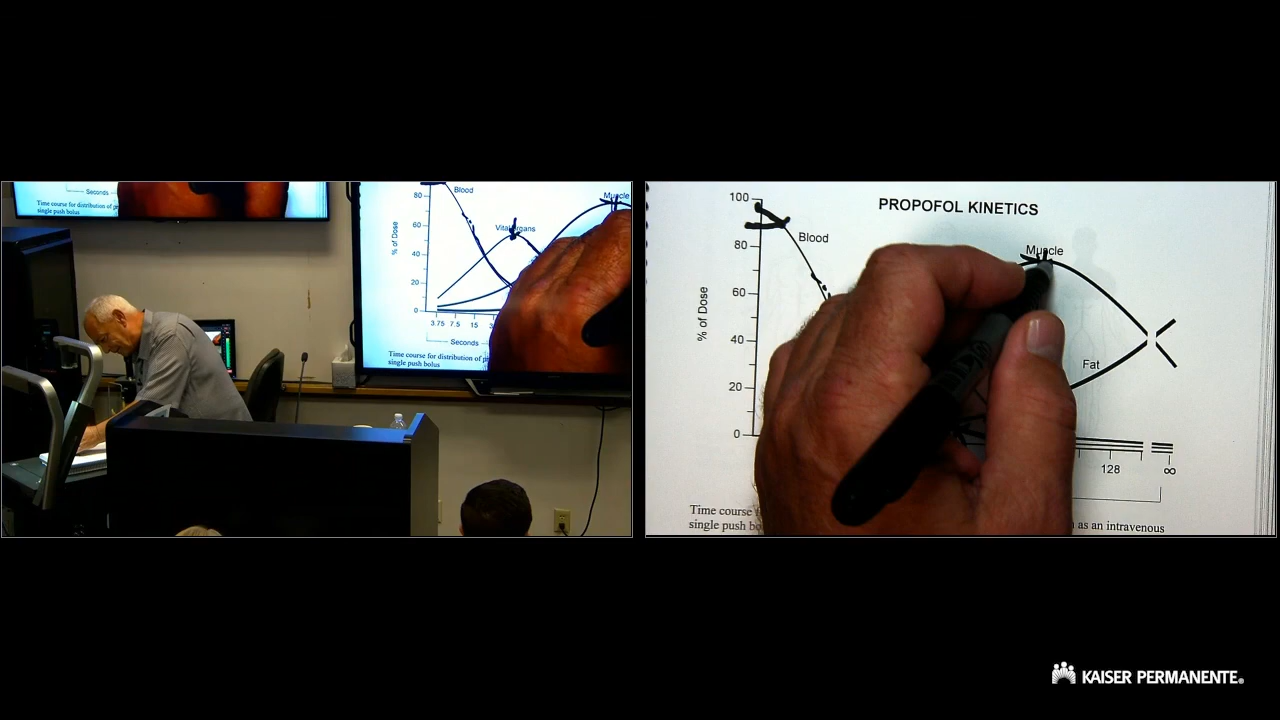 Seconds
Time course for distribution of
single push bolus
80
60
40
20
0
% of Dose
Blood
Vital Organs
Muscle
3.75 7.5 15
Seconds
Time course for distribution of
single push bolus
PROPOFOL KINETICS
100
80
60
40
20
0
% of Dose
Blood
Muscle
Fat
128
∞
Time course
single push
as an intravenous
KAISER PERMANENTE®